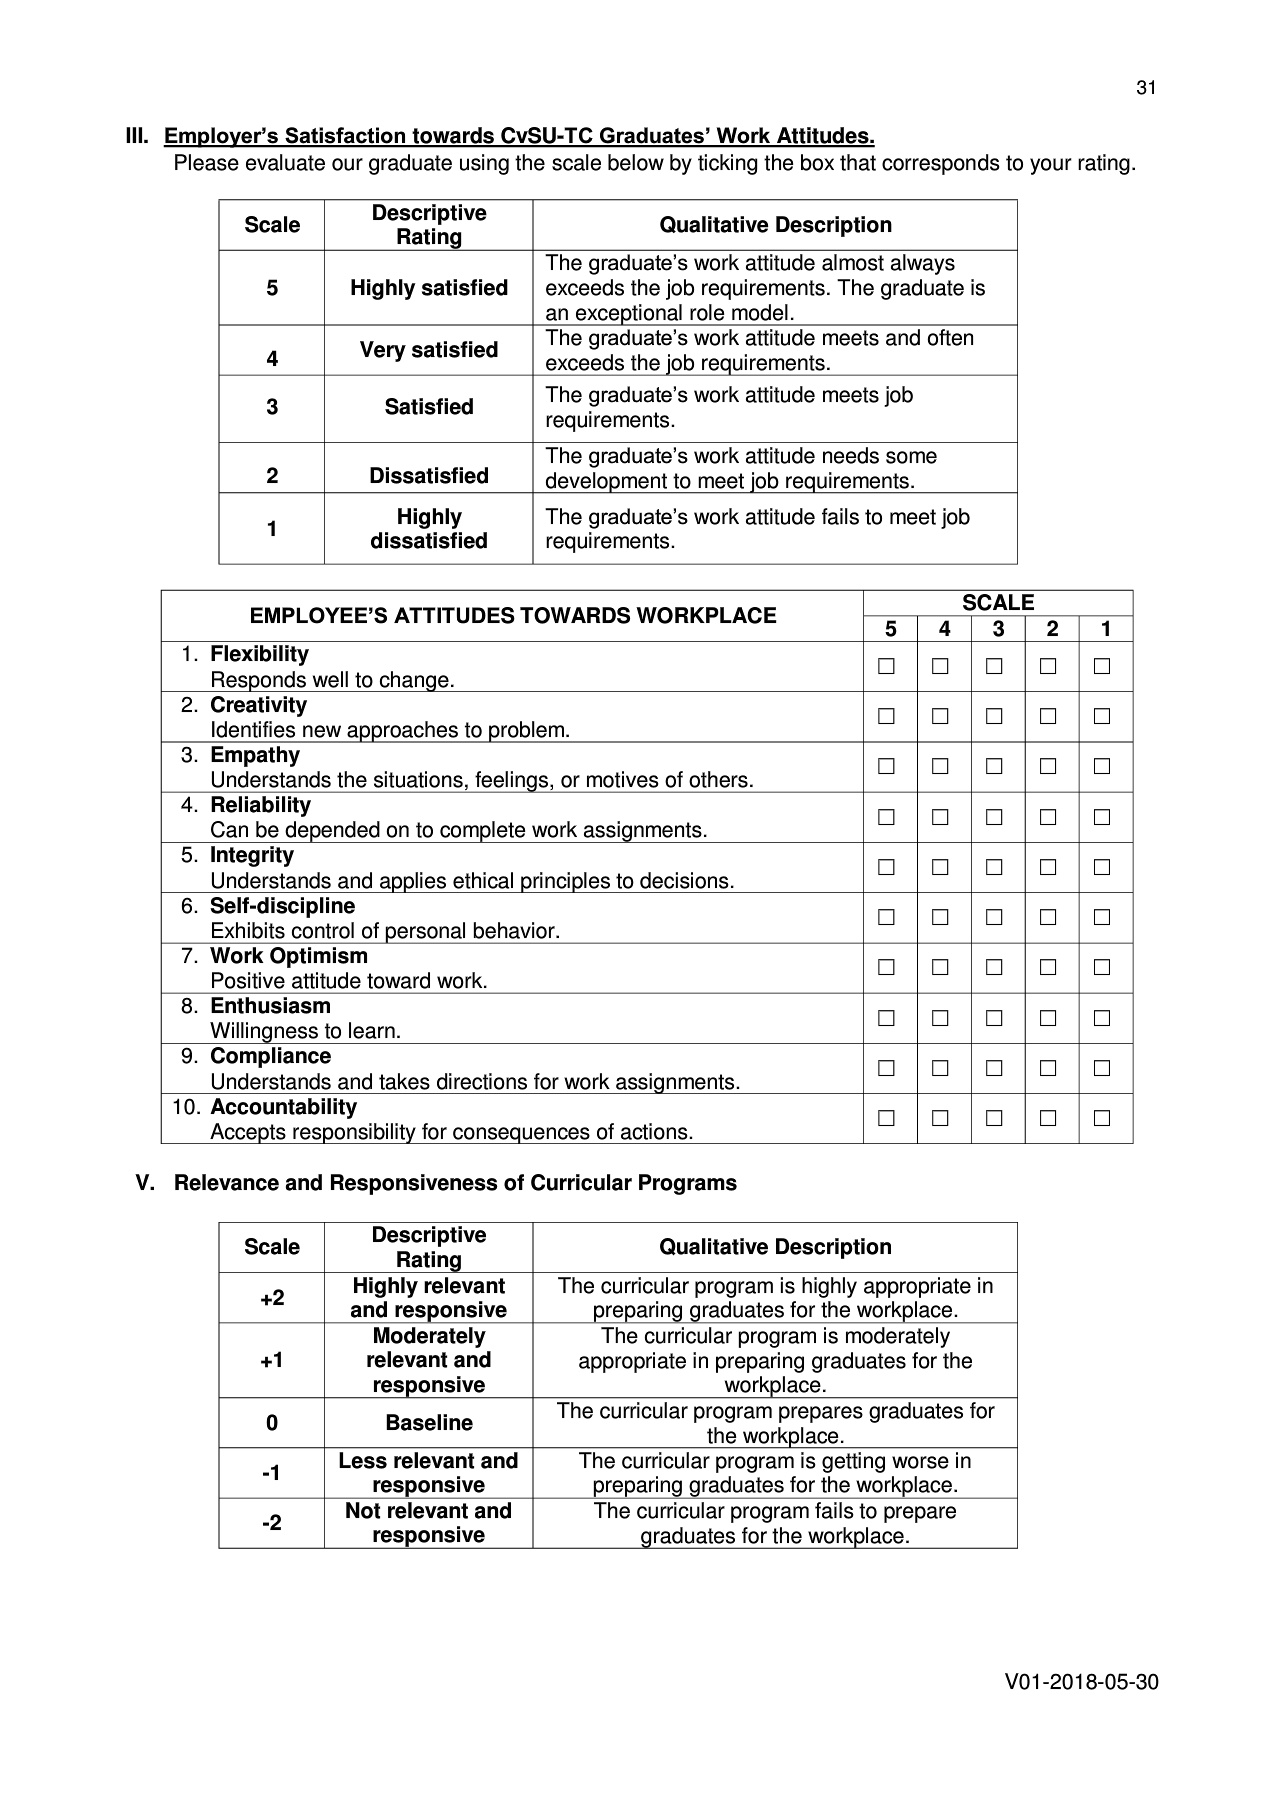 31
III. Employer's Satisfaction towards CvSU-TC Graduates' Work Attitudes.
Please evaluate our graduate using the scale below by ticking the box that corresponds to your rating.
Scale
Descriptive
Rating
Qualitative Description
5
Highly satisfied
The graduate's work attitude almost always
exceeds the job requirements. The graduate is
an exceptional role model.
4
Very satisfied
The graduate's work attitude meets and often
exceeds the job requirements.
3
Satisfied
The graduate's work attitude meets job
requirements.
2
Dissatisfied
The graduate's work attitude needs some
development to meet job requirements.
1
Highly
dissatisfied
The graduate's work attitude fails to meet job
requirements.
EMPLOYEE'S ATTITUDES TOWARDS WORKPLACE
SCALE
5 4 3 2 1
1. Flexibility
Responds well to change.
☐ ☐ ☐ ☐ ☐
2. Creativity
Identifies new approaches to problem.
☐ ☐ ☐ ☐ ☐
3. Empathy
Understands the situations, feelings, or motives of others.
☐ ☐ ☐ ☐ ☐
4. Reliability
Can be depended on to complete work assignments.
☐ ☐ ☐ ☐ ☐
5. Integrity
Understands and applies ethical principles to decisions.
☐ ☐ ☐ ☐ ☐
6. Self-discipline
Exhibits control of personal behavior.
☐ ☐ ☐ ☐ ☐
7. Work Optimism
Positive attitude toward work.
☐ ☐ ☐ ☐ ☐
8. Enthusiasm
Willingness to learn.
☐ ☐ ☐ ☐ ☐
9. Compliance
Understands and takes directions for work assignments.
☐ ☐ ☐ ☐ ☐
10. Accountability
Accepts responsibility for consequences of actions.
☐ ☐ ☐ ☐ ☐
V. Relevance and Responsiveness of Curricular Programs
Scale
Descriptive
Rating
Qualitative Description
+2
Highly relevant
and responsive
The curricular program is highly appropriate in
preparing graduates for the workplace.
+1
Moderately
relevant and
responsive
The curricular program is moderately
appropriate in preparing graduates for the
workplace.
0
Baseline
The curricular program prepares graduates for
the workplace.
-1
Less relevant and
responsive
The curricular program is getting worse in
preparing graduates for the workplace.
-2
Not relevant and
responsive
The curricular program fails to prepare
graduates for the workplace.
V01-2018-05-30